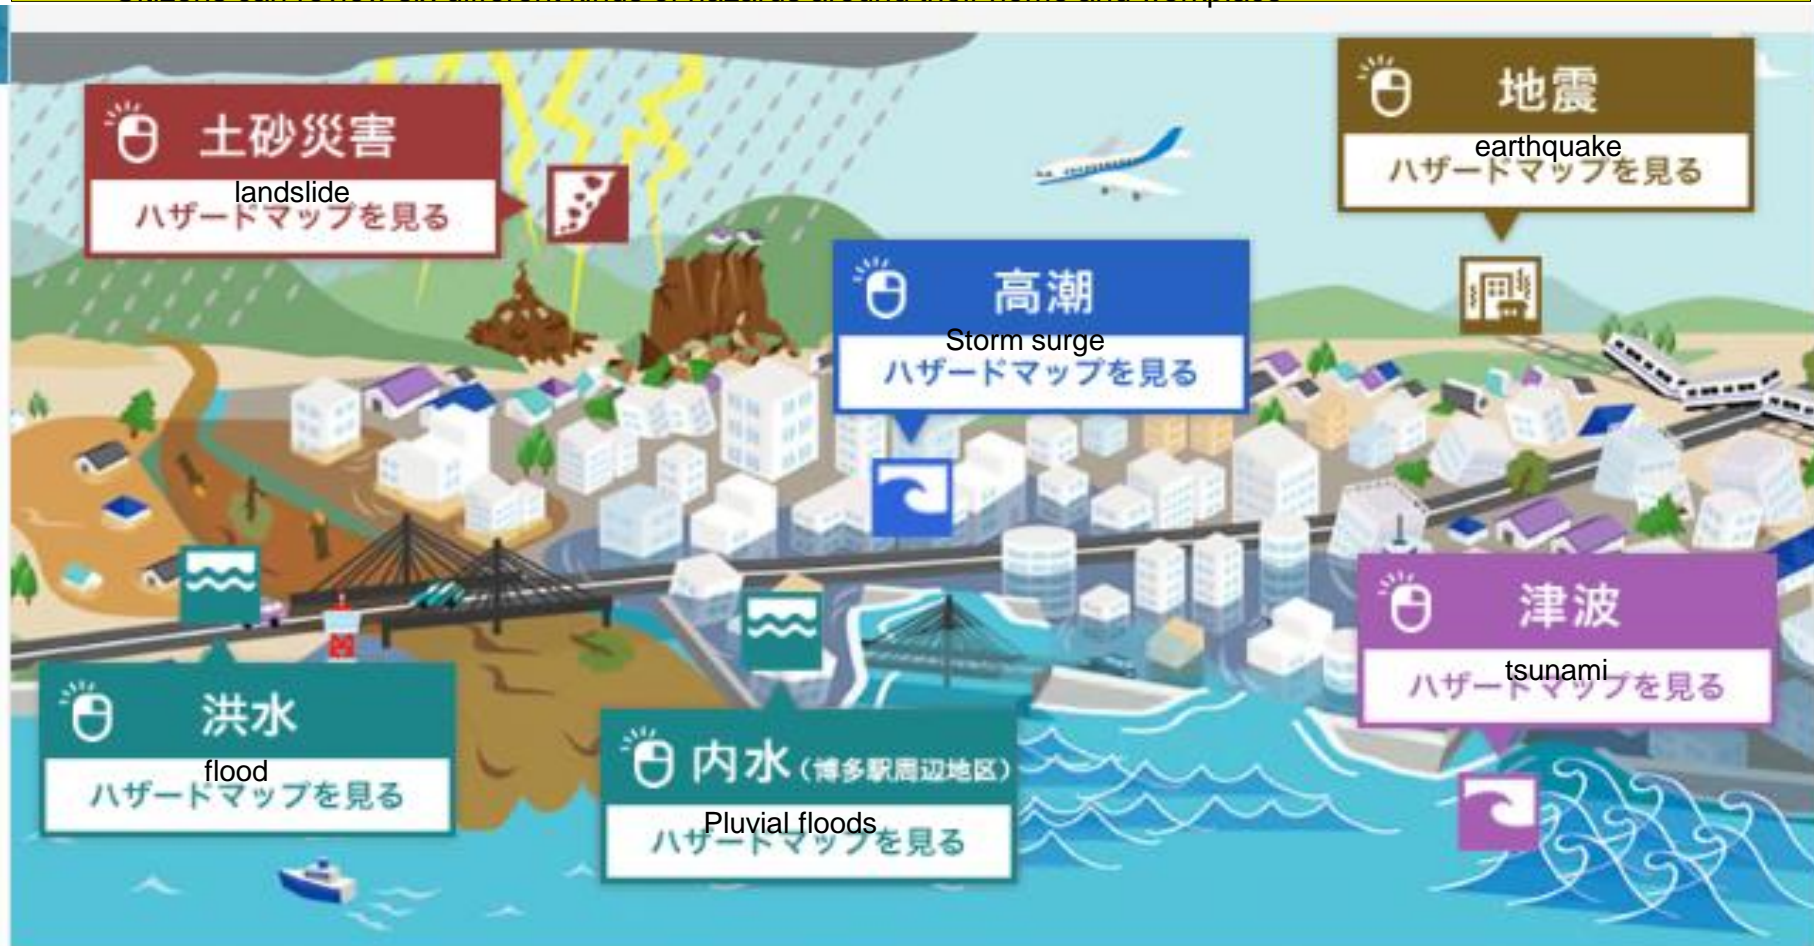 土砂災害
landslide
ハザードマップを見る
地震
earthquake
ハザードマップを見る
高潮
Storm surge
ハザードマップを見る
津波
tsunami
ハザードマップを見る
洪水
flood
ハザードマップを見る
内水(博多駅周辺地区)
Pluvial floods
ハザードマップを見る